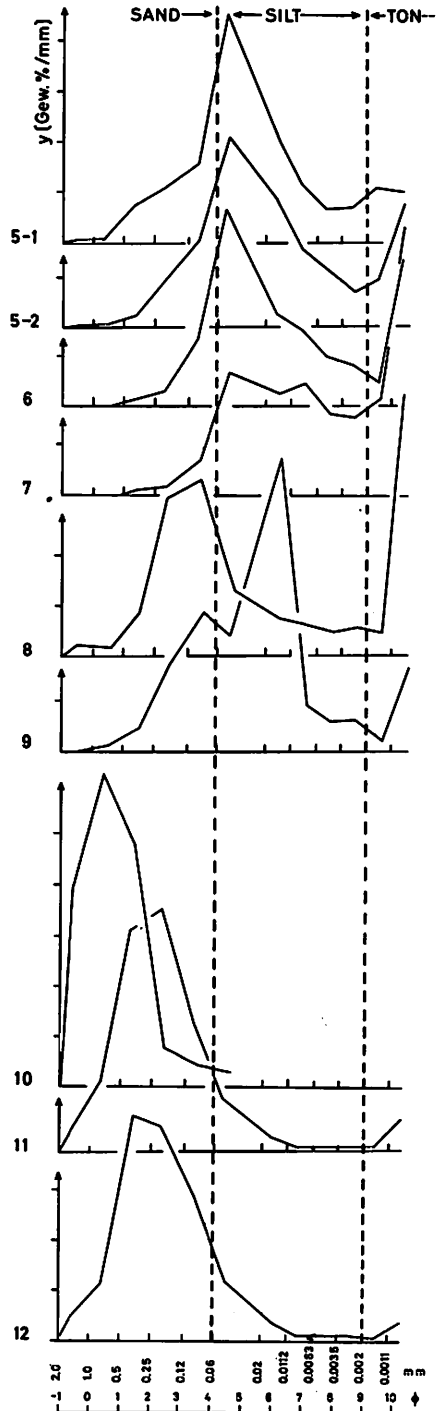 SAND → ← SILT → ← TON
y [Gew. % / mm]
5-1
5-2
6
7
8
9
10
11
12
2.0 1.0 0.5 0.25 0.12 0.06 0.02 0.0112 0.0063 0.0035 0.002 0.0011 mm
-1 0 1 2 3 4 5 6 7 8 9 10 ϕ